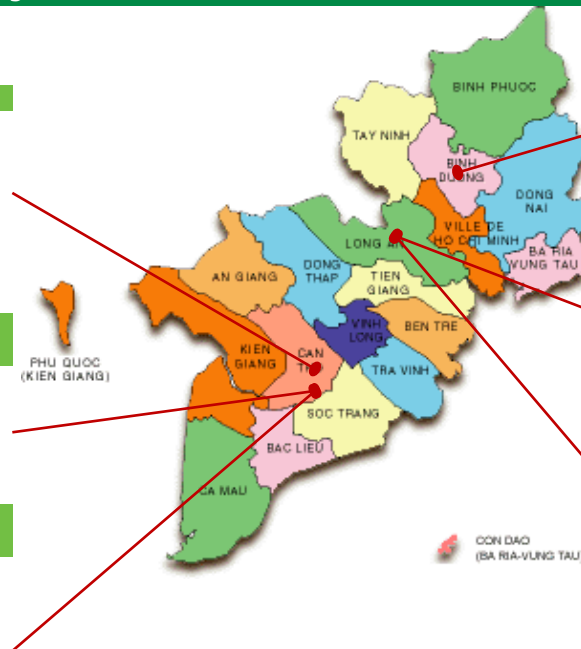 BINH PHUOC
TAY NINH
BINH
DUONG
DONG
NAI
VILLE DE
HO CHI MINH
BA RIA
VUNG TAU
LONG
DONG
THAP
TIEN
GIANG
AN GIANG
VINH
LONG
BEN TRE
KIEN
GIANG
CAN
TRA VINH
PHU QUOC
(KIEN GIANG)
SOC TRANG
BAC LIEU
CA MAU
CON DAO
(BA RIA-VUNG TAU)